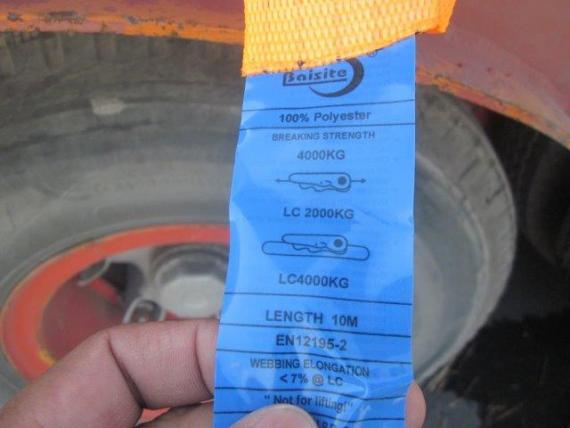 Baisite ®
100% Polyester
BREAKING STRENGTH
4000KG
LC 2000KG
LC4000KG
LENGTH 10M
EN12195-2
WEBBING ELONGATION
<7% @ LC
"Not for lifting!"